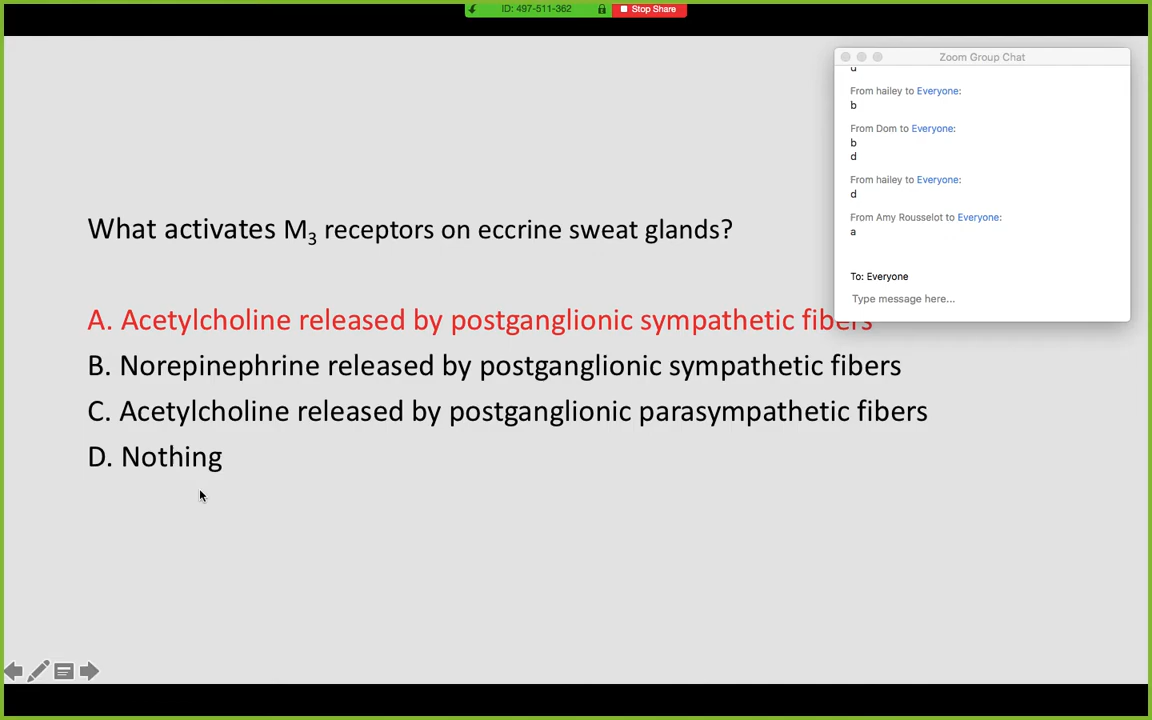 ID: 497-511-362 Stop Share
Zoom Group Chat
From hailey to Everyone:
b
From Dom to Everyone:
b
d
From hailey to Everyone:
d
From Amy Rousselot to Everyone:
a
To: Everyone
Type message here...
What activates M₃ receptors on eccrine sweat glands?
A. Acetylcholine released by postganglionic sympathetic fibers
B. Norepinephrine released by postganglionic sympathetic fibers
C. Acetylcholine released by postganglionic parasympathetic fibers
D. Nothing